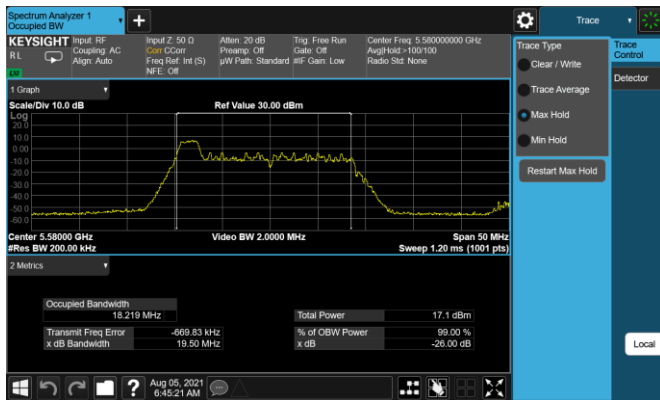 Spectrum Analyzer 1
Occupied BW
Trace
KEYSIGHT
RL
LXI
Input: RF
Coupling: AC
Align: Auto
Input Z: 50 Ω
Corr CCorr
Freq Ref: Int (S)
NFE: Off
Atten: 20 dB
Preamp: Off
µW Path: Standard
Trig: Free Run
Gate: Off
#IF Gain: Low
Center Freq: 5.580000000 GHz
Avg|Hold:>100/100
Radio Std: None
Trace Type
Clear / Write
Trace Average
Max Hold
Min Hold
Restart Max Hold
Trace
Control
Detector
Local
1 Graph
Scale/Div 10.0 dB
Ref Value 30.00 dBm
Log
20.0
10.0
0.00
-10.0
-20.0
-30.0
-40.0
-50.0
-60.0
Center 5.58000 GHz
Video BW 2.0000 MHz
Span 50 MHz
#Res BW 200.00 kHz
Sweep 1.20 ms (1001 pts)
2 Metrics
Occupied Bandwidth
18.219 MHz
Total Power 17.1 dBm
Transmit Freq Error -669.83 kHz
% of OBW Power 99.00 %
x dB Bandwidth 19.50 MHz
x dB -26.00 dB
Aug 05, 2021
6:45:21 AM